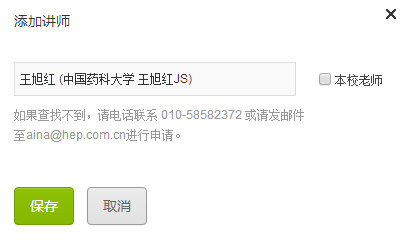 添加讲师
王旭红 (中国药科大学 王旭红JS)
本校老师
如果查找不到，请电话联系 010-58582372 或请发邮件
至aina@hep.com.cn进行申请。
保存
取消